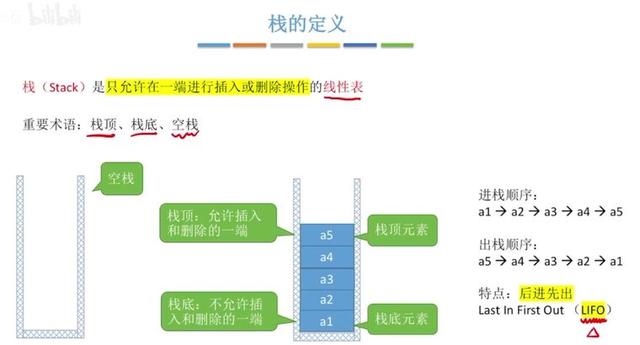 bilibili
栈的定义
栈（Stack）是只允许在一端进行插入或删除操作的线性表
重要术语：栈顶、栈底、空栈
空栈
栈顶：允许插入
和删除的一端
a5
a4
a3
a2
a1
栈顶元素
栈底：不允许插
入和删除的一端
栈底元素
进栈顺序：
a1 → a2 → a3 → a4 → a5
出栈顺序：
a5 → a4 → a3 → a2 → a1
特点：后进先出
Last In First Out （LIFO）